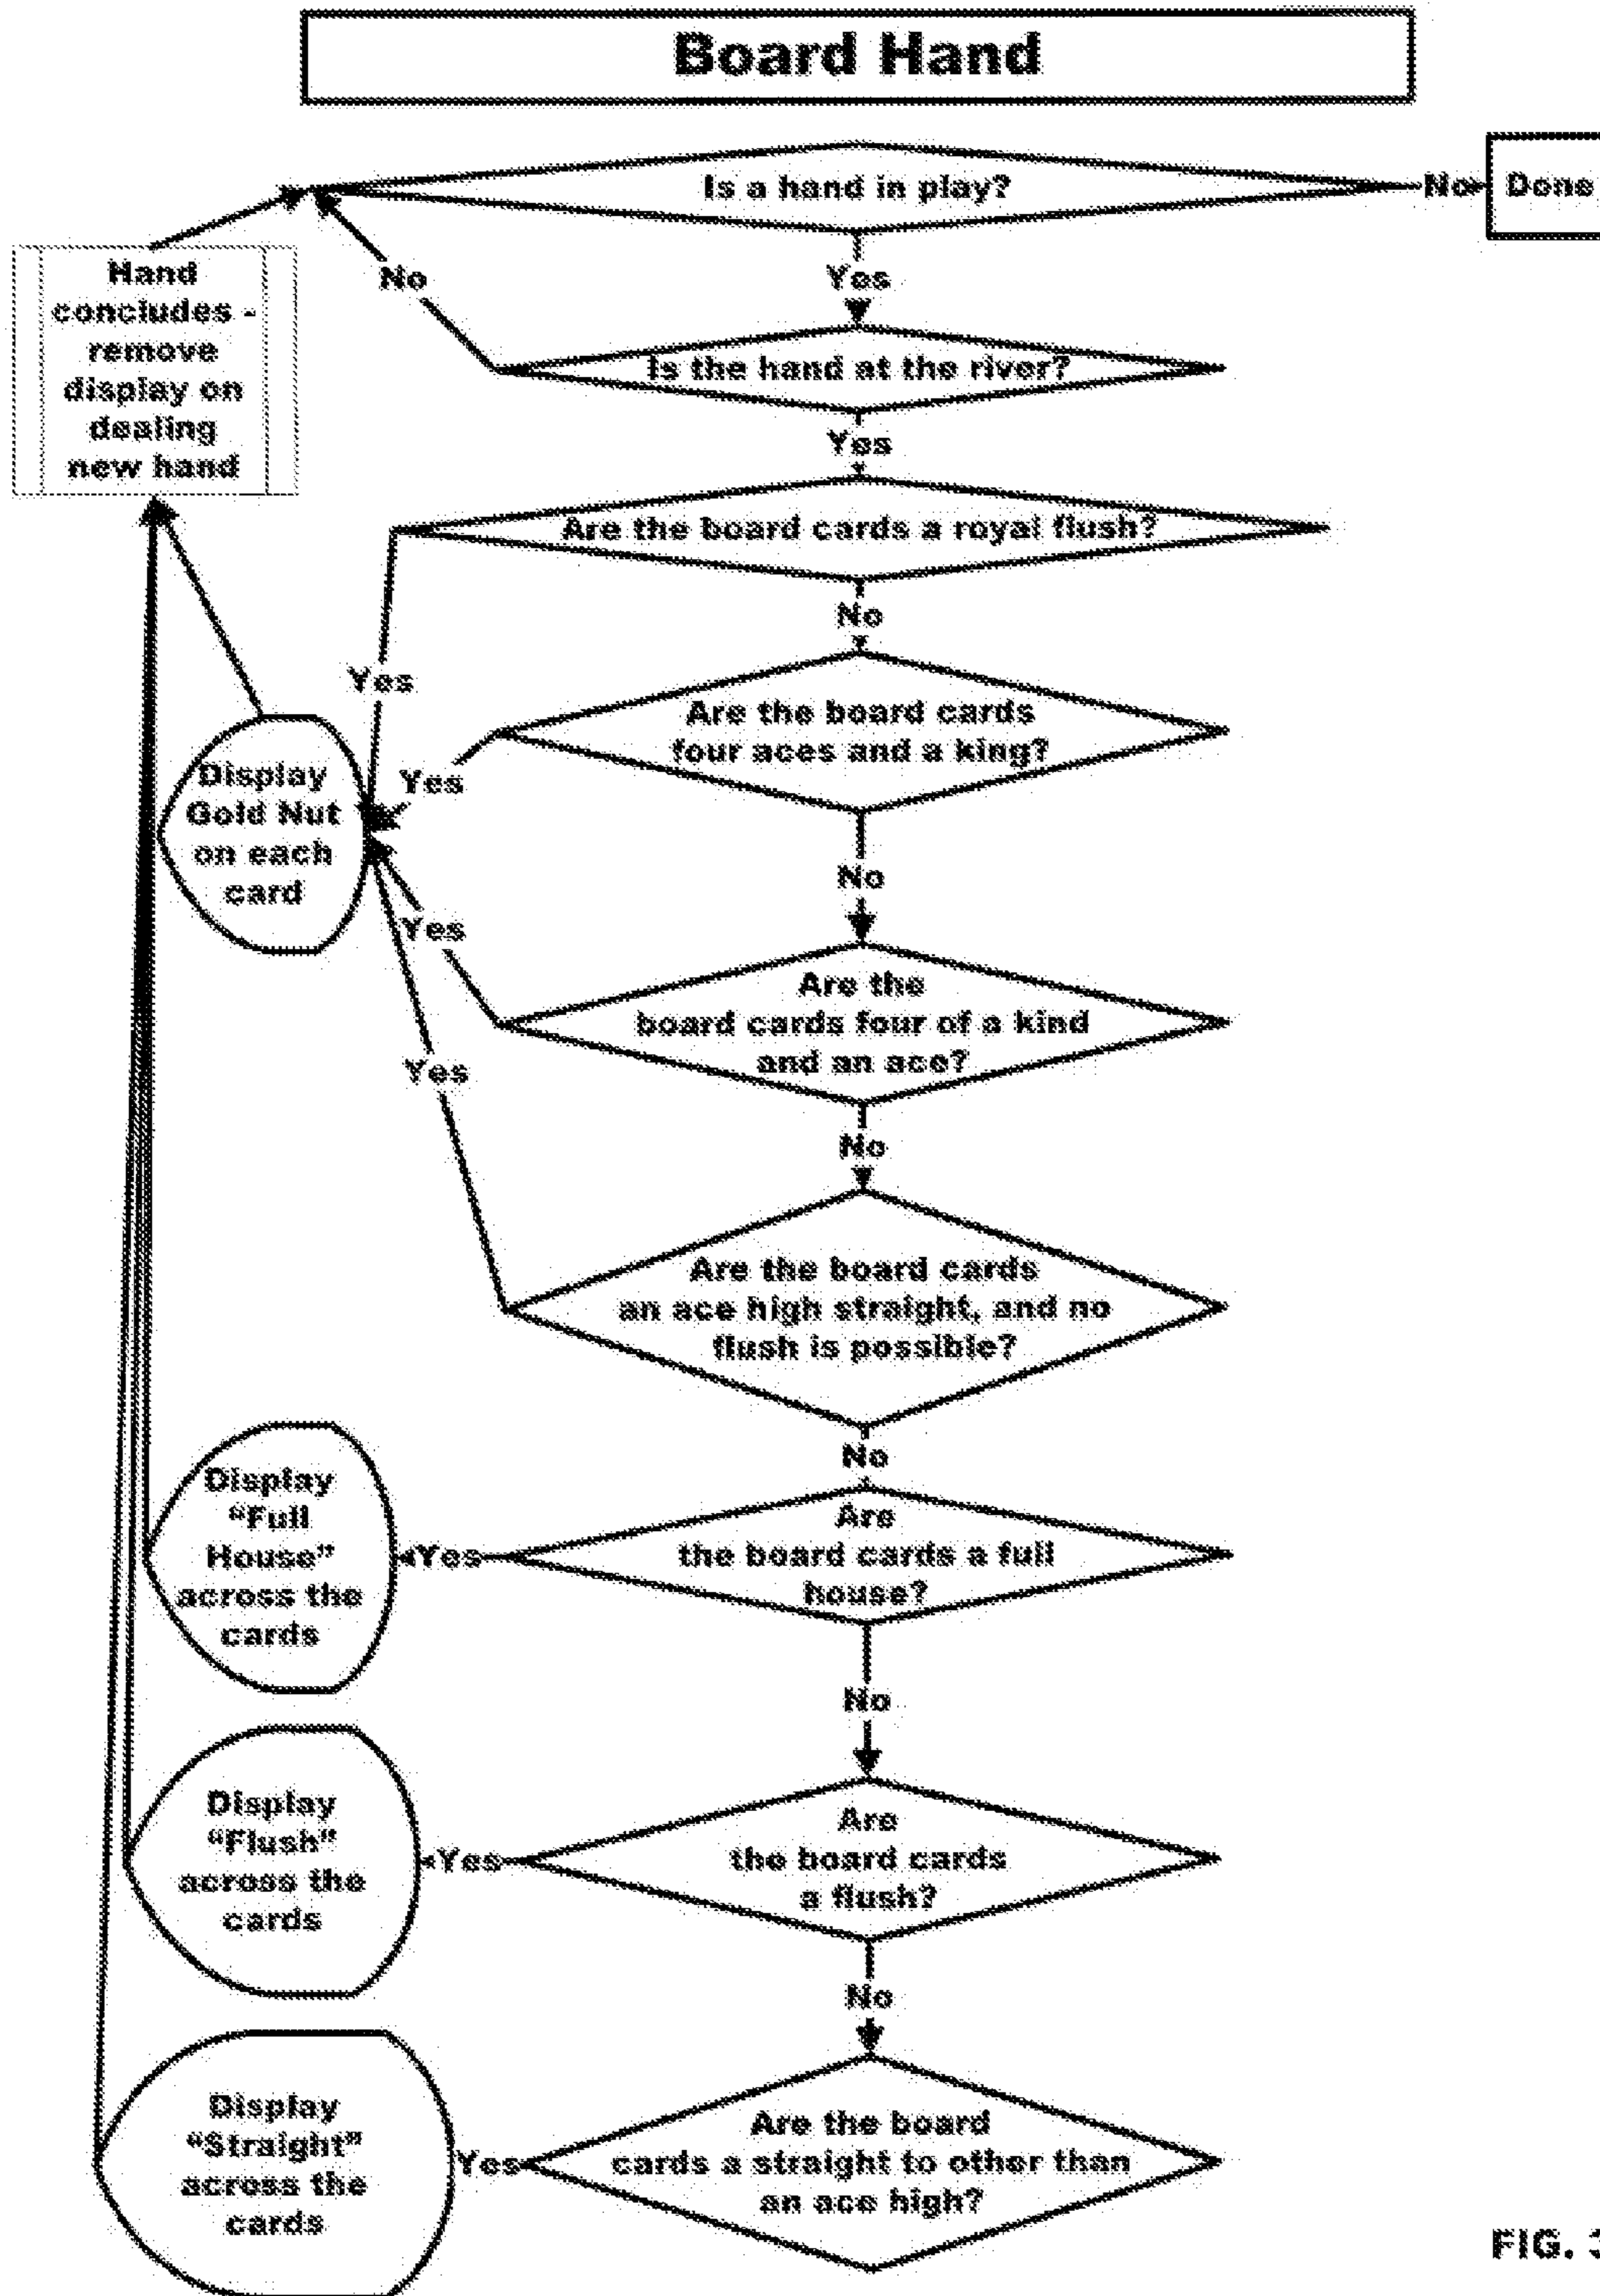 Board Hand
Is a hand in play?
No
Done
Hand
concludes -
remove
display on
dealing
new hand
No
Yes
Is the hand at the river?
Yes
Are the board cards a royal flush?
No
Yes
Are the board cards
four aces and a king?
Yes
Display
Gold Nut
on each
card
No
Yes
Are the
board cards four of a kind
and an ace?
Yes
No
Are the board cards
an ace high straight, and no
flush is possible?
No
Display
“Full
House”
across the
cards
Yes
Are
the board cards a full
house?
No
Display
“Flush”
across the
cards
Yes
Are
the board cards
a flush?
No
Display
“Straight”
across the
cards
Yes
Are the board
cards a straight to other than
an ace high?
FIG.